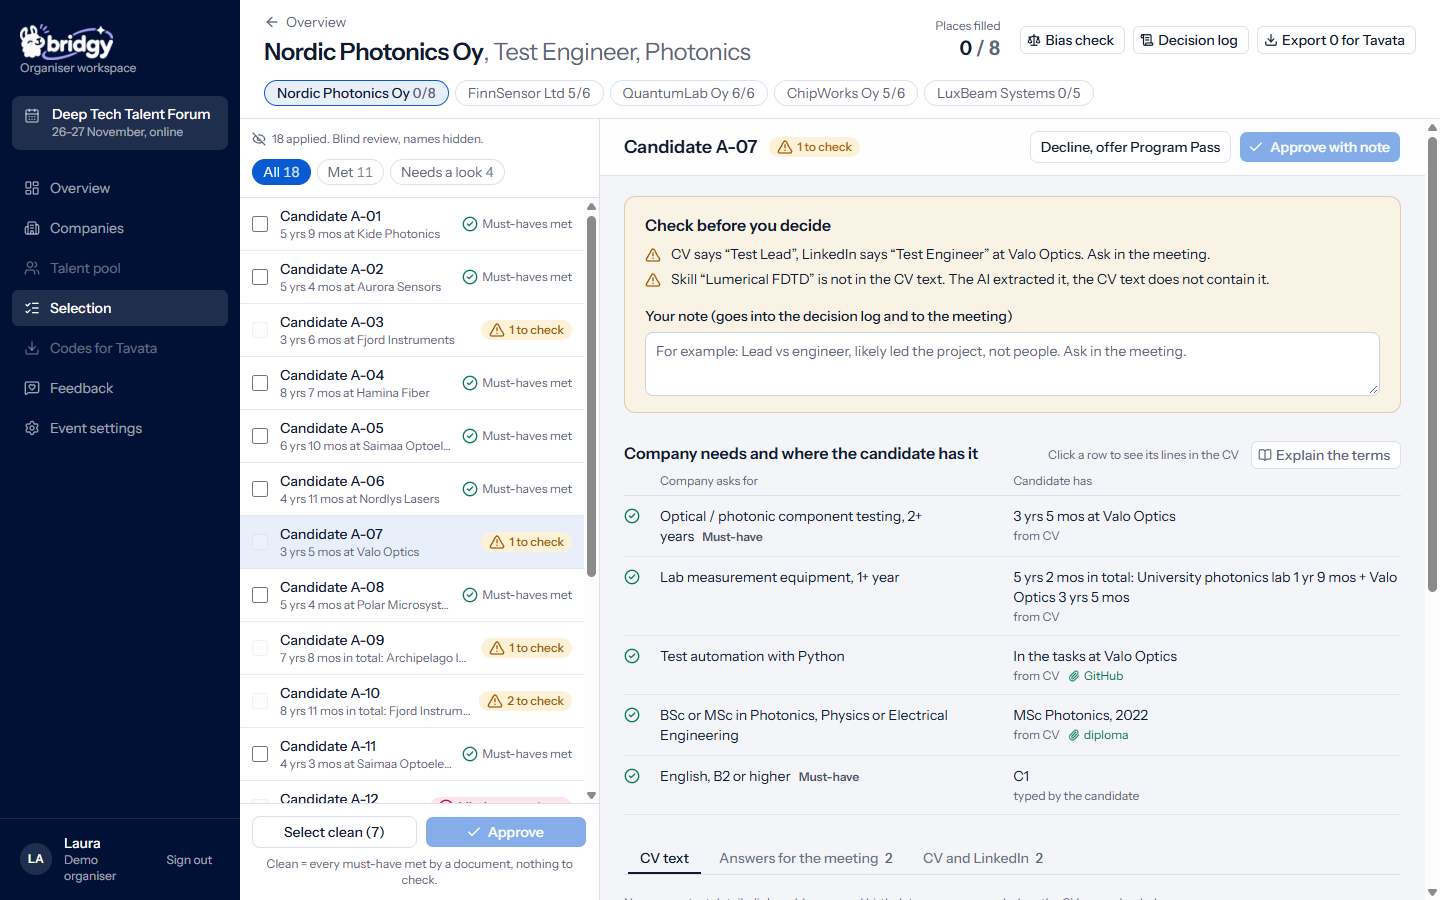 bridgy
Organiser workspace
Deep Tech Talent Forum
26–27 November, online
Overview
Companies
Talent pool
Selection
Codes for Tavata
Feedback
Event settings
LA
Laura
Demo
organiser
Sign out
Overview
Nordic Photonics Oy, Test Engineer, Photonics
Places filled
0 / 8
Bias check
Decision log
Export 0 for Tavata
Nordic Photonics Oy 0/8
FinnSensor Ltd 5/6
QuantumLab Oy 6/6
ChipWorks Oy 5/6
LuxBeam Systems 0/5
18 applied. Blind review, names hidden.
All 18
Met 11
Needs a look 4
Candidate A-01
5 yrs 9 mos at Kide Photonics
Must-haves met
Candidate A-02
5 yrs 4 mos at Aurora Sensors
Must-haves met
Candidate A-03
3 yrs 6 mos at Fjord Instruments
1 to check
Candidate A-04
8 yrs 7 mos at Hamina Fiber
Must-haves met
Candidate A-05
6 yrs 10 mos at Saimaa Optoel...
Must-haves met
Candidate A-06
4 yrs 11 mos at Nordlys Lasers
Must-haves met
Candidate A-07
3 yrs 5 mos at Valo Optics
1 to check
Candidate A-08
5 yrs 4 mos at Polar Microsyst...
Must-haves met
Candidate A-09
7 yrs 8 mos in total: Archipelago I...
1 to check
Candidate A-10
8 yrs 11 mos in total: Fjord Instrum...
2 to check
Candidate A-11
4 yrs 3 mos at Saimaa Optoele...
Must-haves met
Candidate A-12
Select clean (7)
Approve
Clean = every must-have met by a document, nothing to
check.
Candidate A-07
1 to check
Decline, offer Program Pass
Approve with note
Check before you decide
CV says “Test Lead”, LinkedIn says “Test Engineer” at Valo Optics. Ask in the meeting.
Skill “Lumerical FDTD” is not in the CV text. The AI extracted it, the CV text does not contain it.
Your note (goes into the decision log and to the meeting)
For example: Lead vs engineer, likely led the project, not people. Ask in the meeting.
Company needs and where the candidate has it
Click a row to see its lines in the CV
Explain the terms
Company asks for
Candidate has
Optical / photonic component testing, 2+
years Must-have
3 yrs 5 mos at Valo Optics
from CV
Lab measurement equipment, 1+ year
5 yrs 2 mos in total: University photonics lab 1 yr 9 mos + Valo
Optics 3 yrs 5 mos
from CV
Test automation with Python
In the tasks at Valo Optics
from CV GitHub
BSc or MSc in Photonics, Physics or Electrical
Engineering
MSc Photonics, 2022
from CV diploma
English, B2 or higher Must-have
C1
typed by the candidate
CV text
Answers for the meeting 2
CV and LinkedIn 2